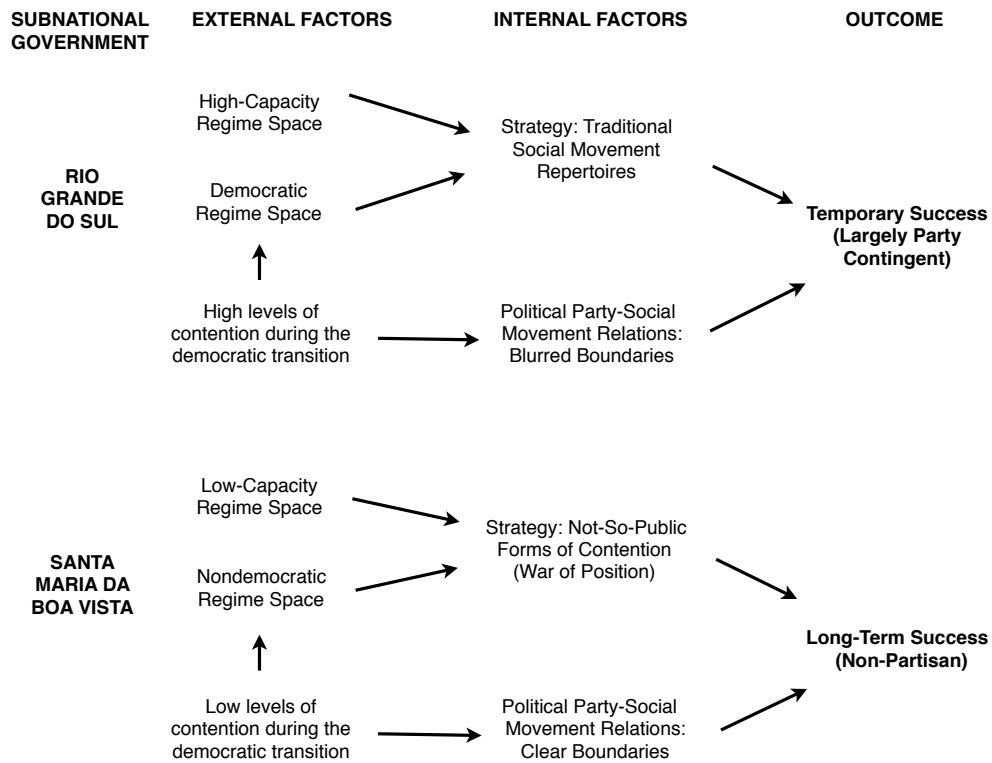 SUBNATIONAL
GOVERNMENT
EXTERNAL FACTORS
INTERNAL FACTORS
OUTCOME
RIO
GRANDE
DO SUL
High-Capacity
Regime Space
Democratic
Regime Space
High levels of
contention during the
democratic transition
Strategy: Traditional
Social Movement
Repertoires
Political Party-Social
Movement Relations:
Blurred Boundaries
Temporary Success
(Largely Party
Contingent)
SANTA
MARIA DA
BOA VISTA
Low-Capacity
Regime Space
Nondemocratic
Regime Space
Low levels of
contention during the
democratic transition
Strategy: Not-So-Public
Forms of Contention
(War of Position)
Political Party-Social
Movement Relations:
Clear Boundaries
Long-Term Success
(Non-Partisan)